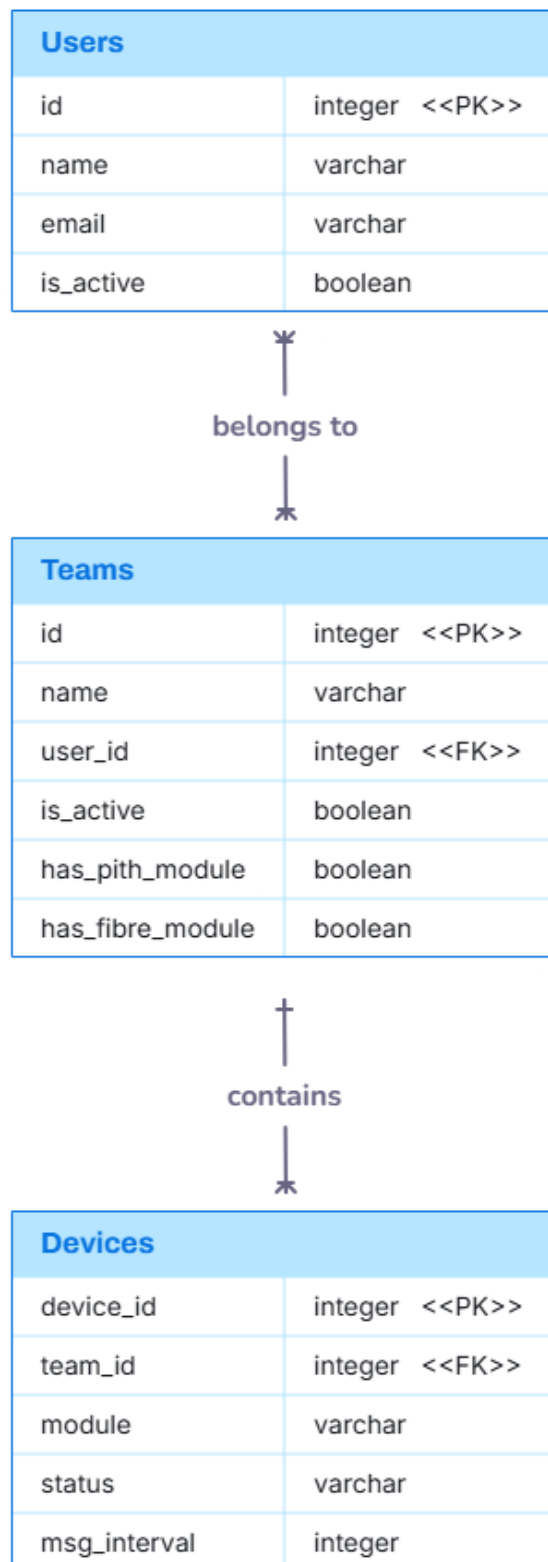 Users
id integer <<PK>>
name varchar
email varchar
is_active boolean
belongs to
Teams
id integer <<PK>>
name varchar
user_id integer <<FK>>
is_active boolean
has_pith_module boolean
has_fibre_module boolean
contains
Devices
device_id integer <<PK>>
team_id integer <<FK>>
module varchar
status varchar
msg_interval integer